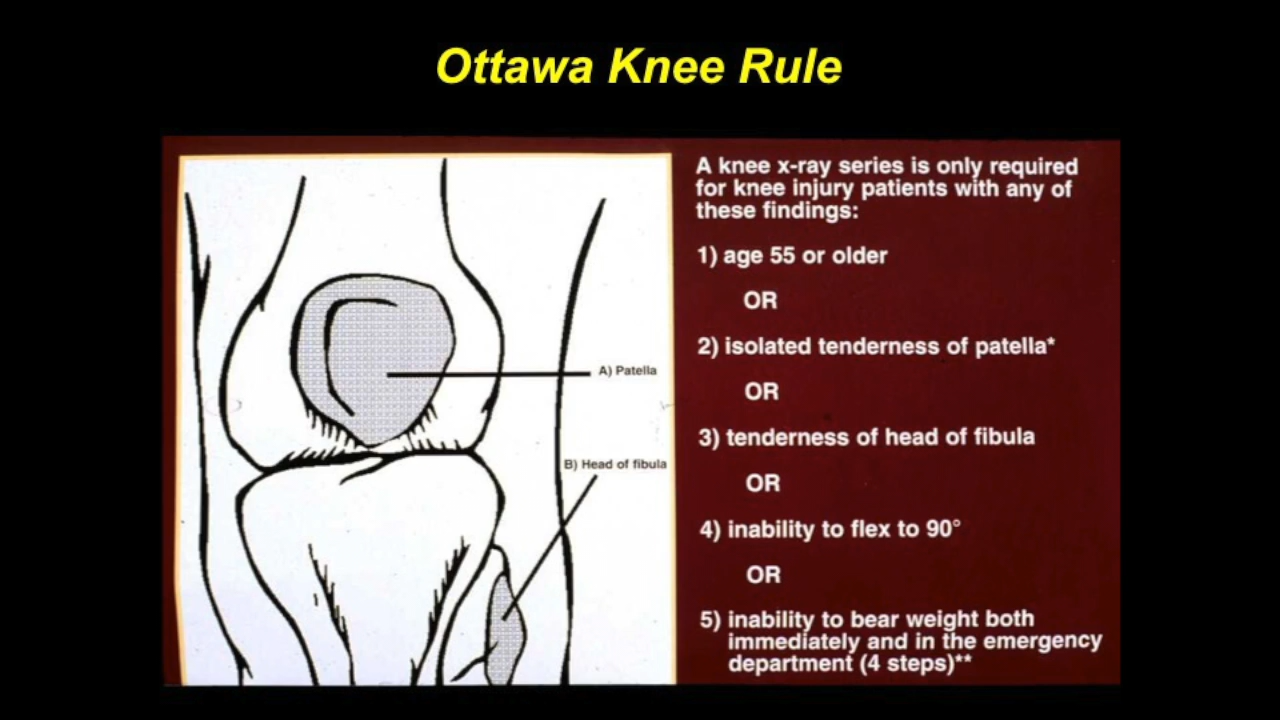 Ottawa Knee Rule
A) Patella
B) Head of fibula
A knee x-ray series is only required
for knee injury patients with any of
these findings:
1) age 55 or older
OR
2) isolated tenderness of patella*
OR
3) tenderness of head of fibula
OR
4) inability to flex to 90°
OR
5) inability to bear weight both
immediately and in the emergency
department (4 steps)**